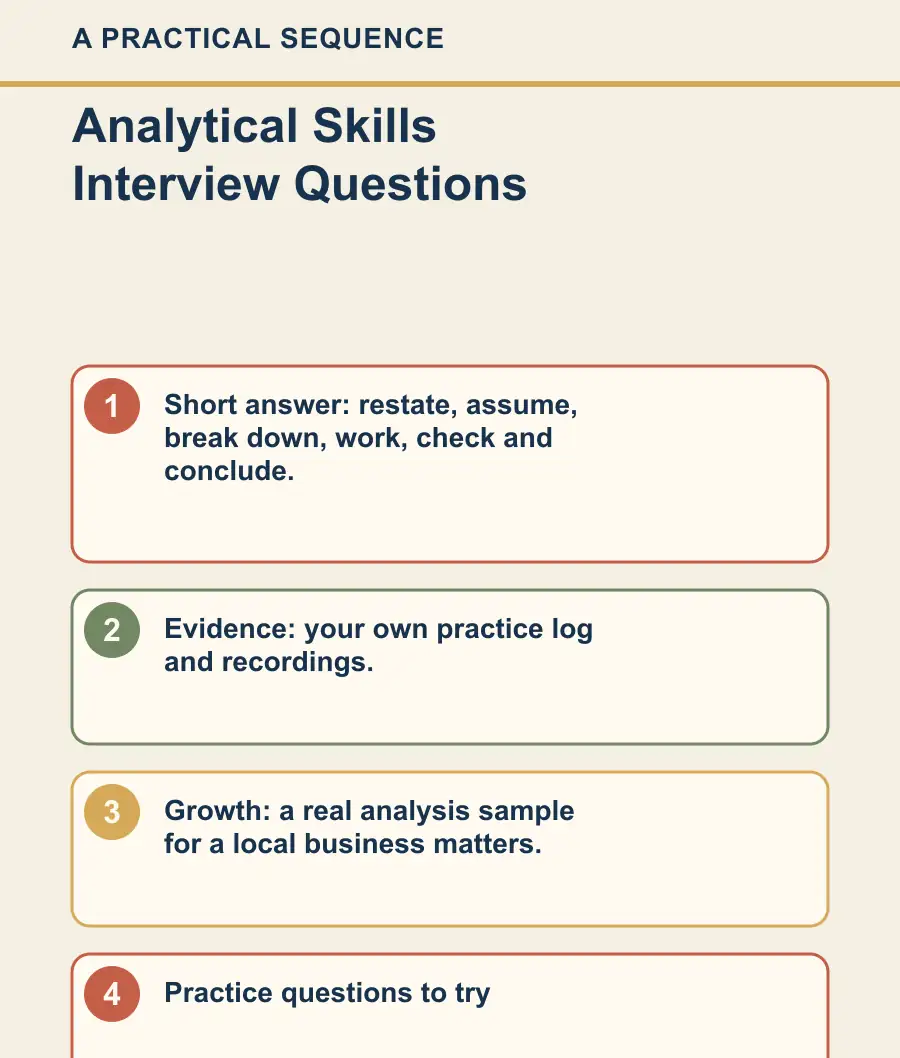 A PRACTICAL SEQUENCE
Analytical Skills
Interview Questions
1
Short answer: restate, assume,
break down, work, check and
conclude.
2
Evidence: your own practice log
and recordings.
3
Growth: a real analysis sample
for a local business matters.
4
Practice questions to try